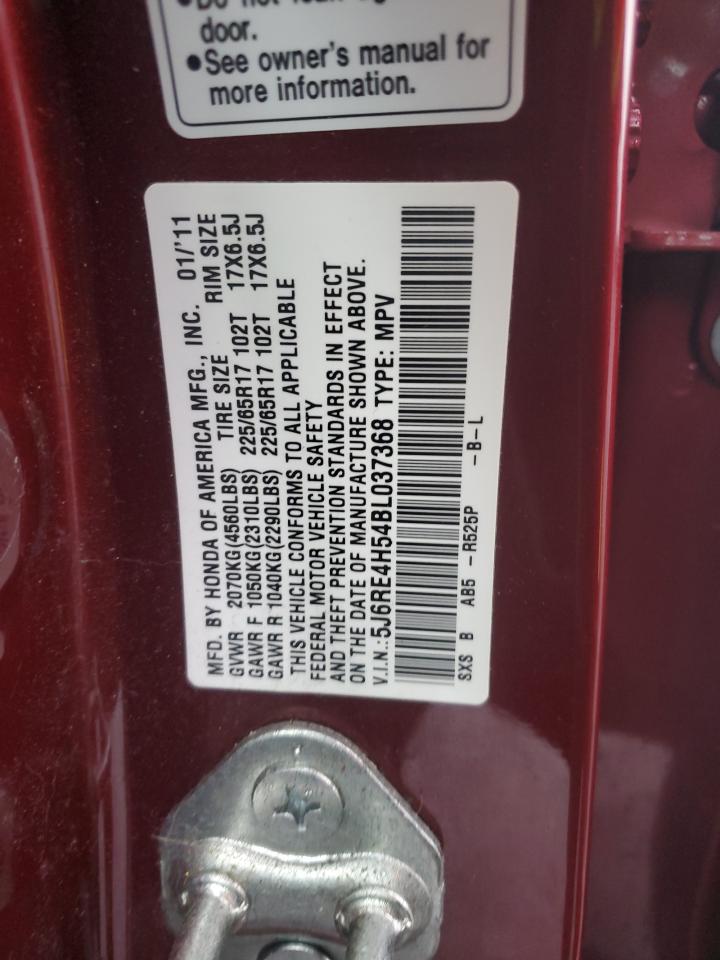 door.
•See owner's manual for
more information.
MFD. BY HONDA OF AMERICA MFG., INC. 01/'11
TIRE SIZE RIM SIZE
GVWR 2070KG(4560LBS)
GAWR F 1050KG(2310LBS) 225/65R17 102T 17X6.5J
GAWR R 1040KG(2290LBS) 225/65R17 102T 17X6.5J
THIS VEHICLE CONFORMS TO ALL APPLICABLE
FEDERAL MOTOR VEHICLE SAFETY
AND THEFT PREVENTION STANDARDS IN EFFECT
ON THE DATE OF MANUFACTURE SHOWN ABOVE.
V.I.N.:5J6RE4H54BL037368 TYPE: MPV
SXS B AB5 -R525P -B-L